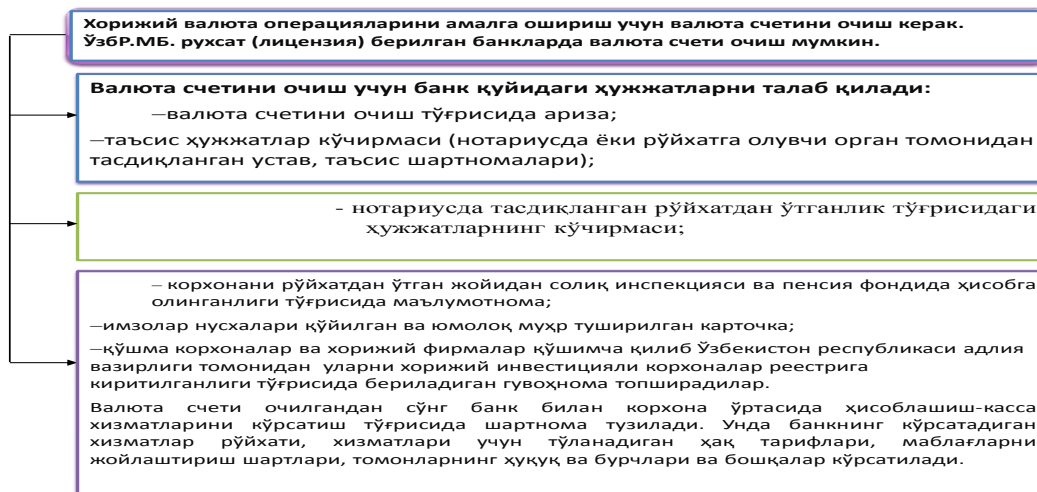 Хорижий валюта операцияларини амалга ошириш учун валюта счетини очиш керак.
ЎзбР.МБ. рухсат (лицензия) берилган банкларда валюта счети очиш мумкин.
Валюта счетини очиш учун банк қуйидаги ҳужжатларни талаб қилади:
–валюта счетини очиш тўғрисида ариза;
–таъсис ҳужжатлар кўчирмаси (нотариусда ёки рўйхатга олувчи орган томонидан
тасдиқланган устав, таъсис шартномалари);
- нотариусда тасдиқланган рўйхатдан ўтганлик тўғрисидаги
ҳужжатларнинг кўчирмаси;
– корхонани рўйхатдан ўтган жойидан солиқ инспекцияси ва пенсия фондида ҳисобга
олинганлиги тўғрисида маълумотнома;
–имзолар нусхалари қўйилган ва юмолоқ муҳр туширилган карточка;
–қўшма корхоналар ва хорижий фирмалар қўшимча қилиб Ўзбекистон республикаси адлия
вазирлиги томонидан уларни хорижий инвестицияли корхоналар реестрига
киритилганлиги тўғрисида бериладиган гувоҳнома топширадилар.
Валюта счети очилгандан сўнг банк билан корхона ўртасида ҳисоблашиш-касса
хизматларини кўрсатиш тўғрисида шартнома тузилади. Унда банкнинг кўрсатадиган
хизматлар рўйхати, хизматлари учун тўланадиган ҳақ тарифлари, маблағларни
жойлаштириш шартлари, томонларнинг ҳуқуқ ва бурчлари ва бошқалар кўрсатилади.